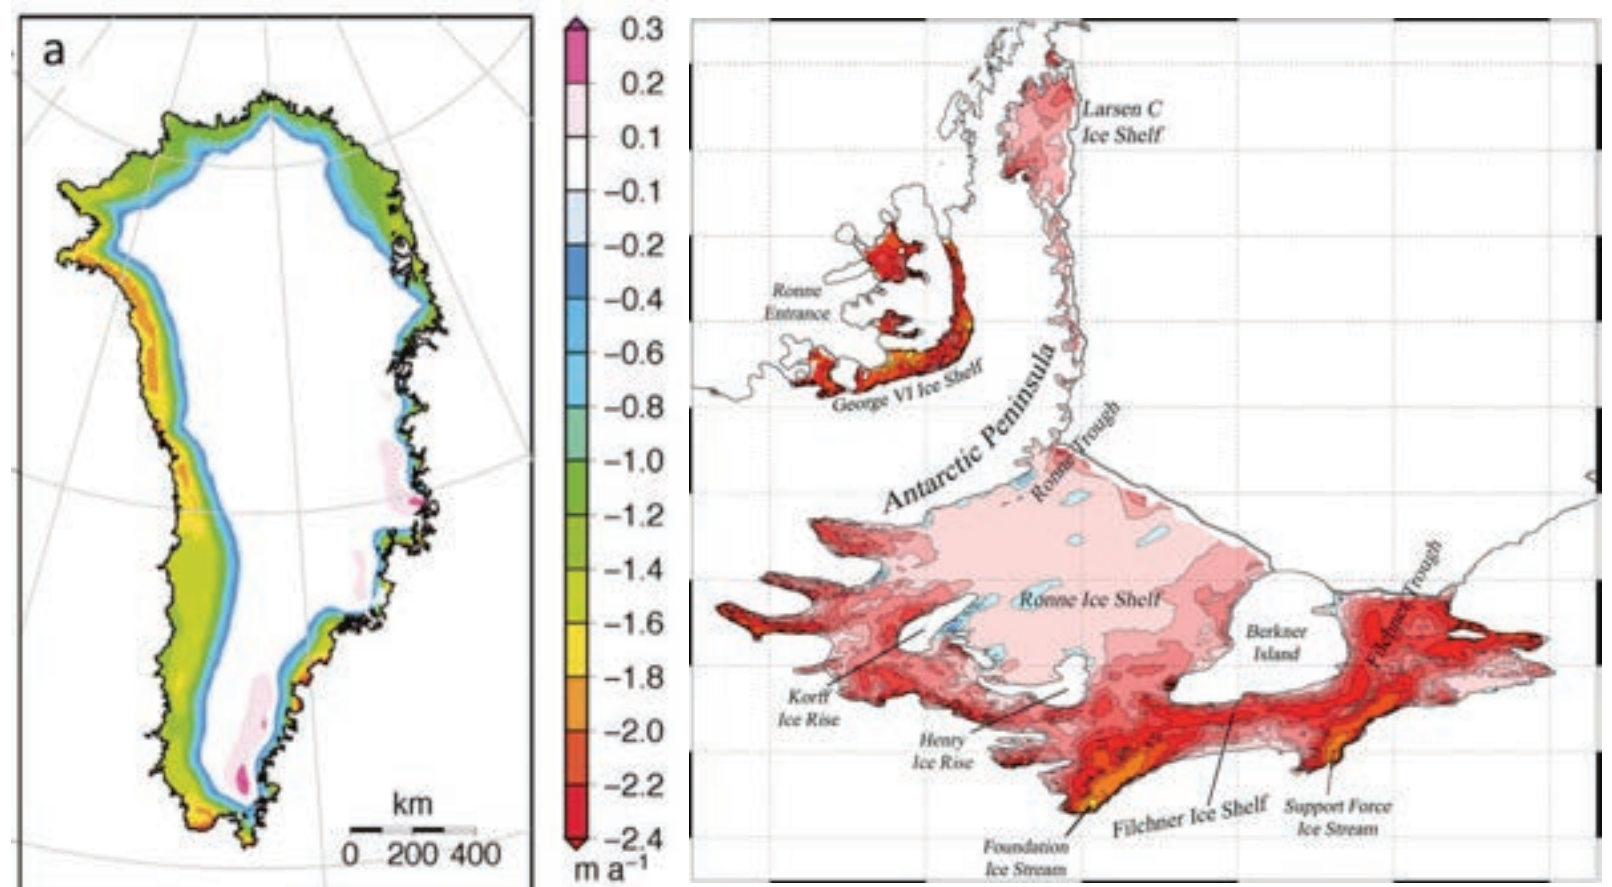 a
0.3
0.2
0.1
−0.1
−0.2
−0.4
−0.6
−0.8
−1.0
−1.2
−1.4
−1.6
−1.8
−2.0
−2.2
−2.4
m a⁻¹
km
0 200 400
Larsen C
Ice Shelf
Ronne
Entrance
George VI Ice Shelf
Antarctic Peninsula
Ronne Trough
Ronne Ice Shelf
Filchner Trough
Berkner
Island
Korff
Ice Rise
Henry
Ice Rise
Filchner Ice Shelf
Support Force
Ice Stream
Foundation
Ice Stream